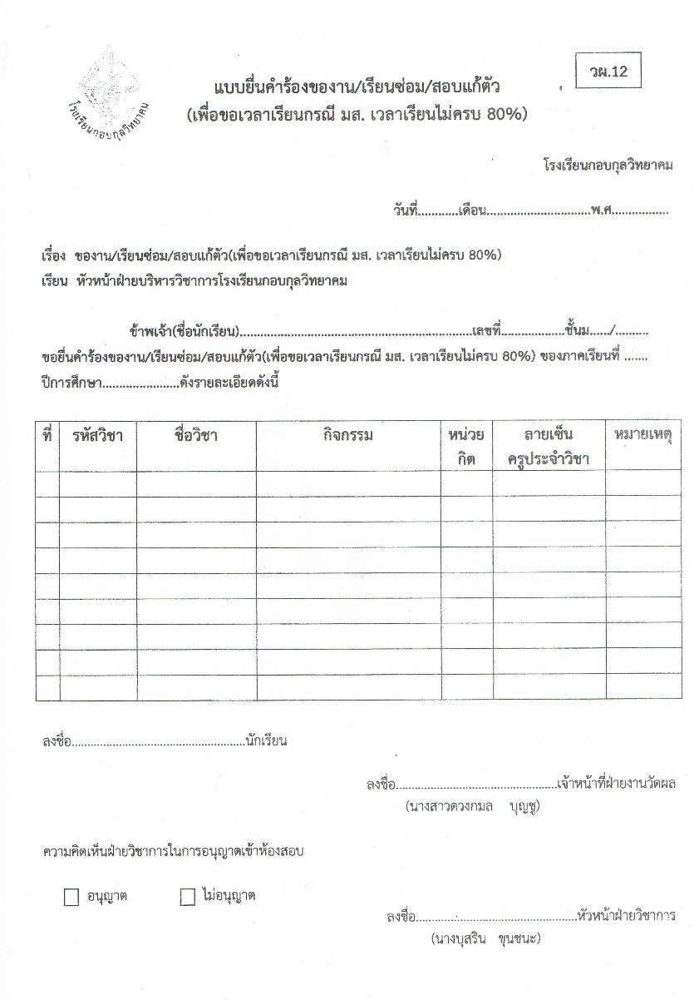 วผ.12
แบบยื่นคำร้องของาน/เรียนซ่อม/สอบแก้ตัว
(เพื่อขอเวลาเรียนกรณี มส. เวลาเรียนไม่ครบ 80%)
โรงเรียนกอบกุลวิทยาคม
โรงเรียนกอบกุลวิทยาคม
วันที่............เดือน...............................พ.ศ.................
เรื่อง ของาน/เรียนซ่อม/สอบแก้ตัว(เพื่อขอเวลาเรียนกรณี มส. เวลาเรียนไม่ครบ 80%)
เรียน หัวหน้าฝ่ายบริหารวิชาการโรงเรียนกอบกุลวิทยาคม
ข้าพเจ้า(ชื่อนักเรียน)......................................................................เลขที่...................ชั้นม....../..........
ขอยื่นคำร้องของาน/เรียนซ่อม/สอบแก้ตัว(เพื่อขอเวลาเรียนกรณี มส. เวลาเรียนไม่ครบ 80%) ของภาคเรียนที่ .......
ปีการศึกษา.......................ดังรายละเอียดดังนี้
ที่ รหัสวิชา ชื่อวิชา กิจกรรม หน่วย ลายเซ็น หมายเหตุ
กิต ครูประจำวิชา
ลงชื่อ....................................................นักเรียน
ลงชื่อ................................................เจ้าหน้าที่ฝ่ายงานวัดผล
(นางสาวดวงกมล บุญชู)
ความคิดเห็นฝ่ายวิชาการในการอนุญาตเข้าห้องสอบ
อนุญาต ไม่อนุญาต
ลงชื่อ................................................หัวหน้าฝ่ายวิชาการ
(นางบุสริน ขุนชนะ)